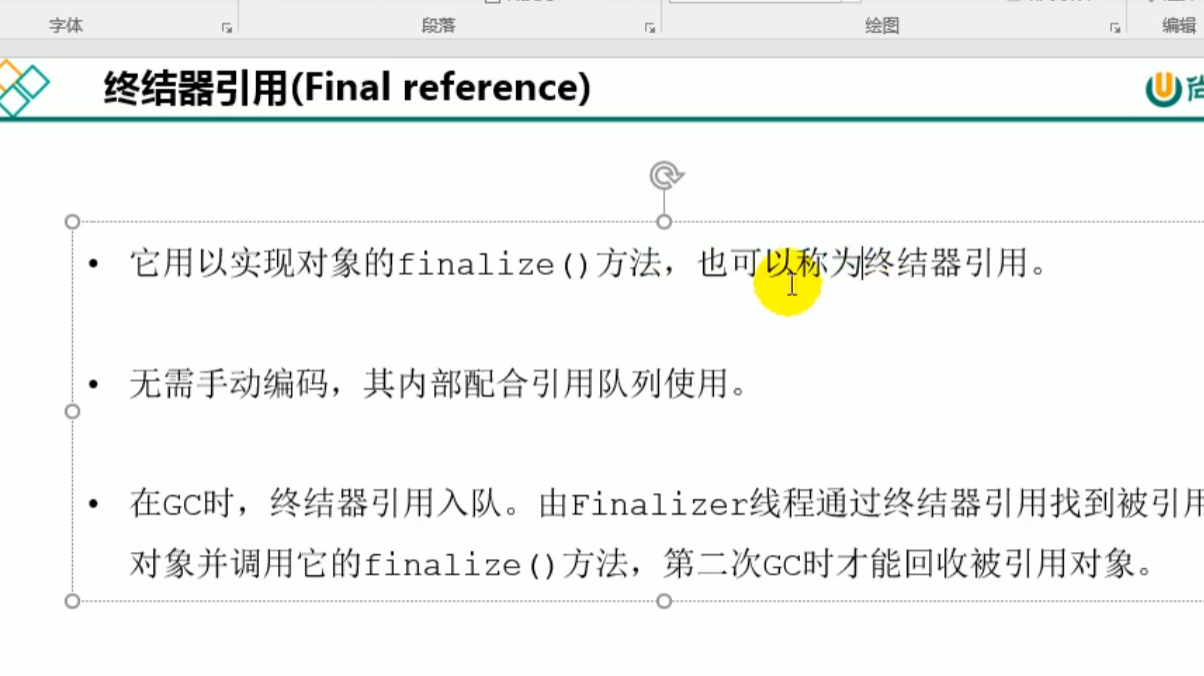 字体 段落 绘图 编辑
终结器引用(Final reference)
• 它用以实现对象的finalize()方法，也可以称为终结器引用。
• 无需手动编码，其内部配合引用队列使用。
• 在GC时，终结器引用入队。由Finalizer线程通过终结器引用找到被引用
对象并调用它的finalize()方法，第二次GC时才能回收被引用对象。